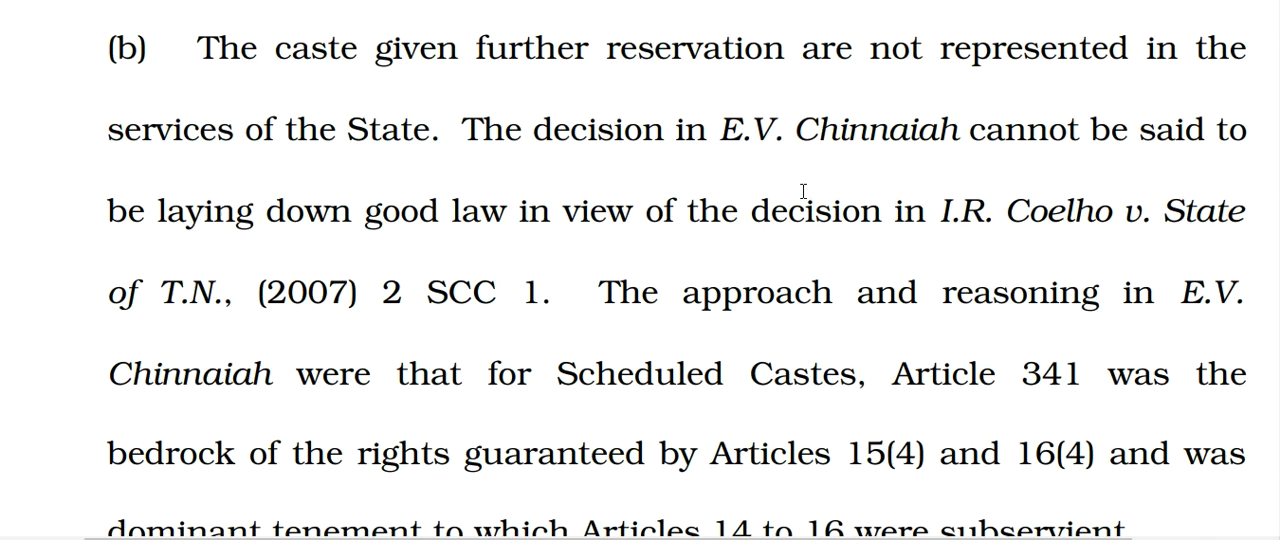 (b) The caste given further reservation are not represented in the
services of the State. The decision in E.V. Chinnaiah cannot be said to
be laying down good law in view of the decision in I.R. Coelho v. State
of T.N., (2007) 2 SCC 1. The approach and reasoning in E.V.
Chinnaiah were that for Scheduled Castes, Article 341 was the
bedrock of the rights guaranteed by Articles 15(4) and 16(4) and was
dominant tenement to which Articles 14 to 16 were subservient.